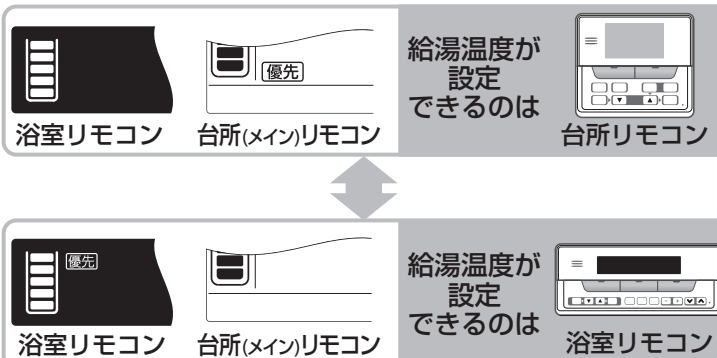 優先
浴室リモコン
台所(メイン)リモコン
給湯温度が
設定
できるのは
台所リモコン
優先
浴室リモコン
台所(メイン)リモコン
給湯温度が
設定
できるのは
浴室リモコン